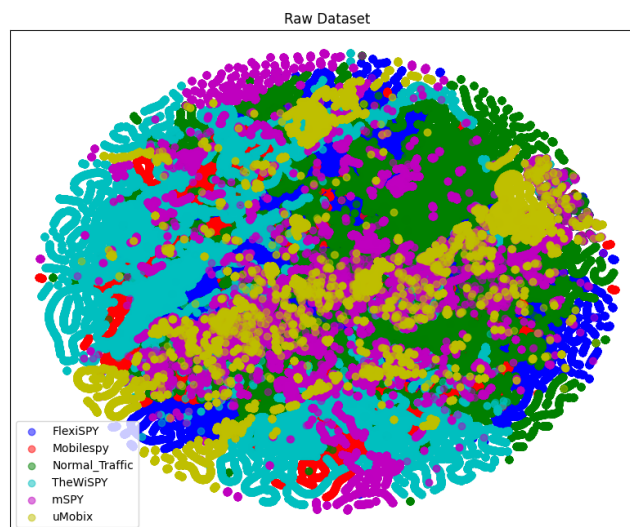 Raw Dataset
FlexiSPY
Mobilespy
Normal_Traffic
TheWiSPY
mSPY
uMobix